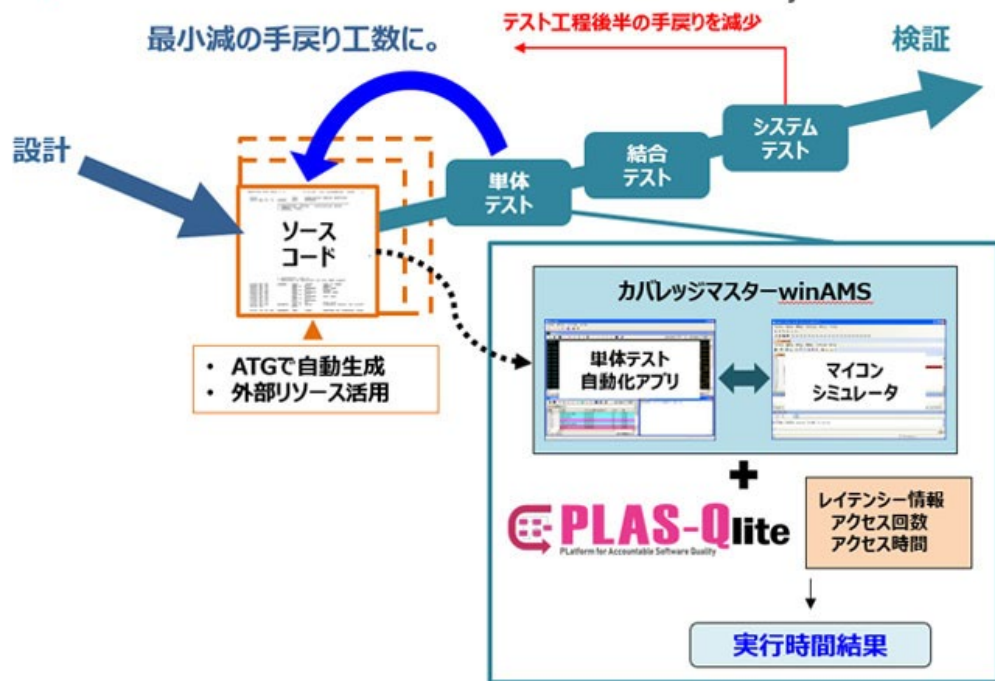 テスト工程後半の手戻りを減少
最小減の手戻り工数に。
検証
設計
システム
テスト
結合
テスト
単体
テスト
ソース
コード
カバレッジマスターwinAMS
単体テスト
自動化アプリ
マイコン
シミュレータ
• ATGで自動生成
• 外部リソース活用
+
PLAS-Qlite
PLatform for Accountable Software Quality
レイテンシー情報
アクセス回数
アクセス時間
実行時間結果